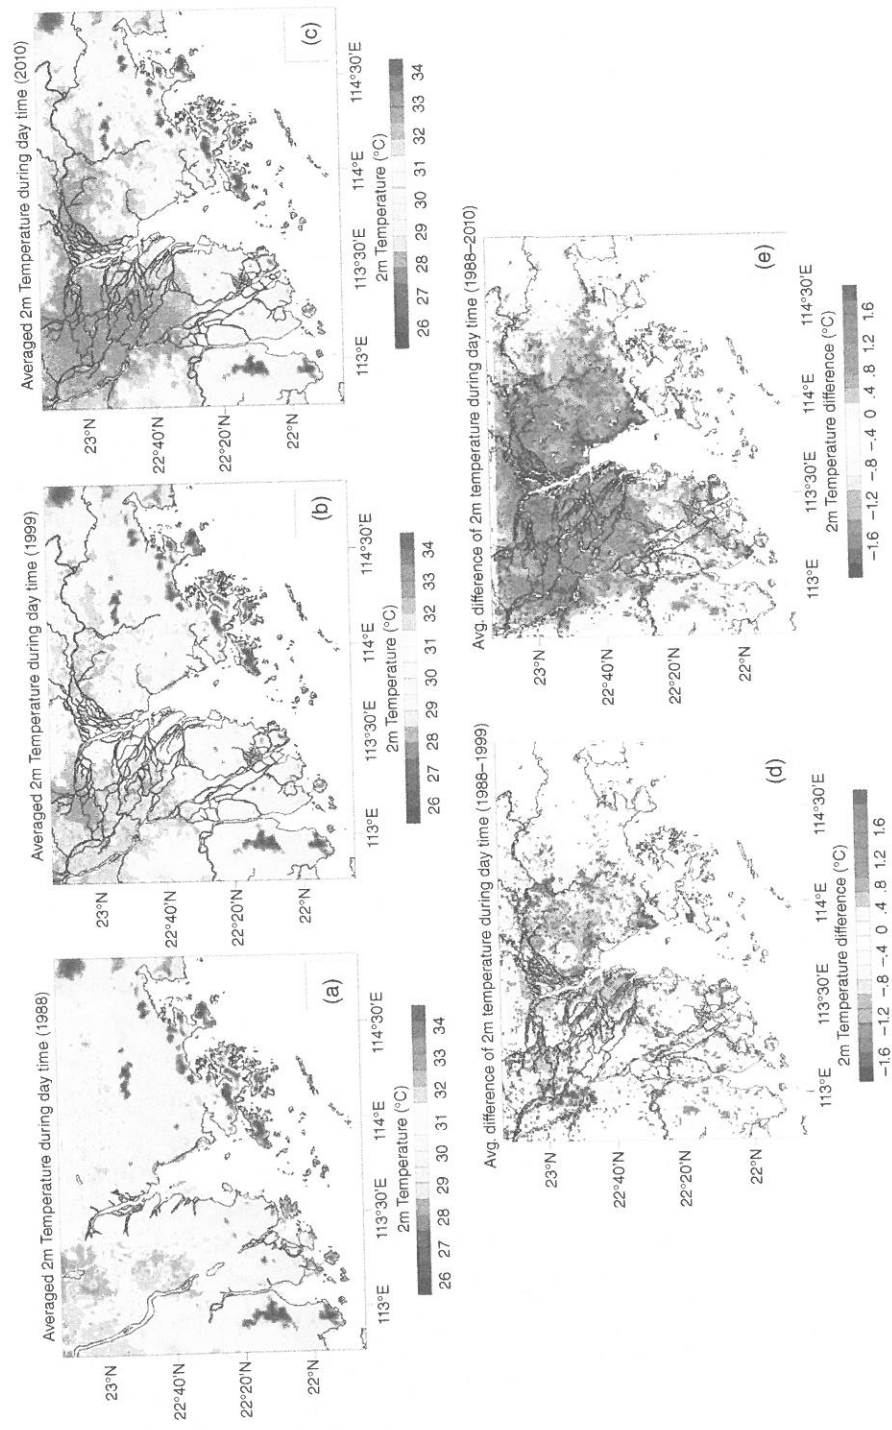 Averaged 2m Temperature during day time (1988)
23°N
22°40'N
22°20'N
22°N
(a)
113°E 113°30'E 114°E 114°30'E
2m Temperature (°C)
26 27 28 29 30 31 32 33 34
Averaged 2m Temperature during day time (1999)
23°N
22°40'N
22°20'N
22°N
(b)
113°E 113°30'E 114°E 114°30'E
2m Temperature (°C)
26 27 28 29 30 31 32 33 34
Averaged 2m Temperature during day time (2010)
23°N
22°40'N
22°20'N
22°N
(c)
113°E 113°30'E 114°E 114°30'E
2m Temperature (°C)
26 27 28 29 30 31 32 33 34
Avg. difference of 2m temperature during day time (1988–1999)
23°N
22°40'N
22°20'N
22°N
(d)
113°E 113°30'E 114°E 114°30'E
2m Temperature difference (°C)
−1.6 −1.2 −.8 −.4 0 .4 .8 1.2 1.6
Avg. difference of 2m temperature during day time (1988–2010)
23°N
22°40'N
22°20'N
22°N
(e)
113°E 113°30'E 114°E 114°30'E
2m Temperature difference (°C)
−1.6 −1.2 −.8 −.4 0 .4 .8 1.2 1.6